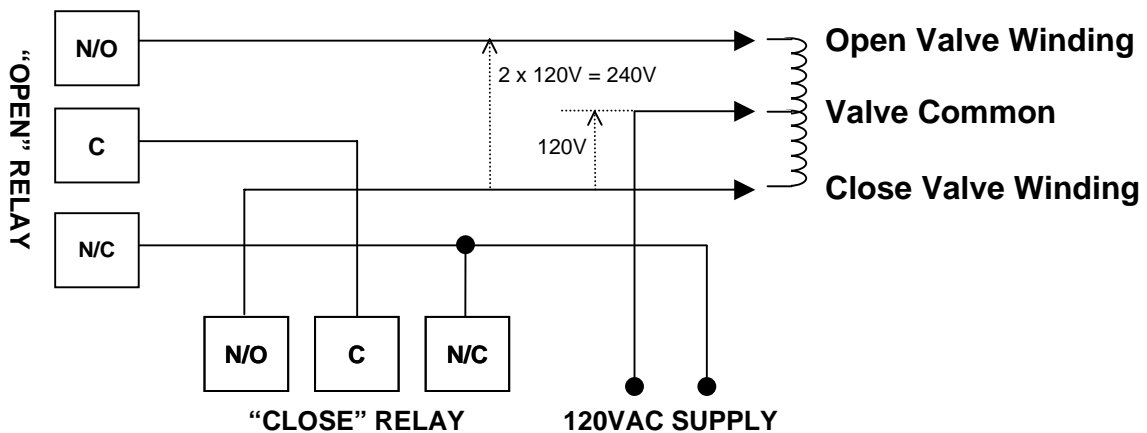 “OPEN” RELAY
N/O
Open Valve Winding
2 x 120V = 240V
C
Valve Common
120V
Close Valve Winding
N/C
N/O
C
N/C
“CLOSE” RELAY
120VAC SUPPLY